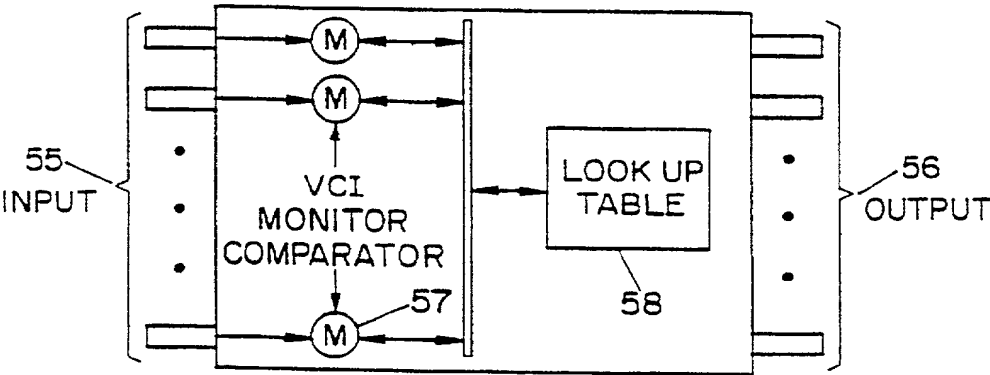 M
M
55
INPUT
VCI
MONITOR
COMPARATOR
57
M
LOOK UP
TABLE
58
56
OUTPUT